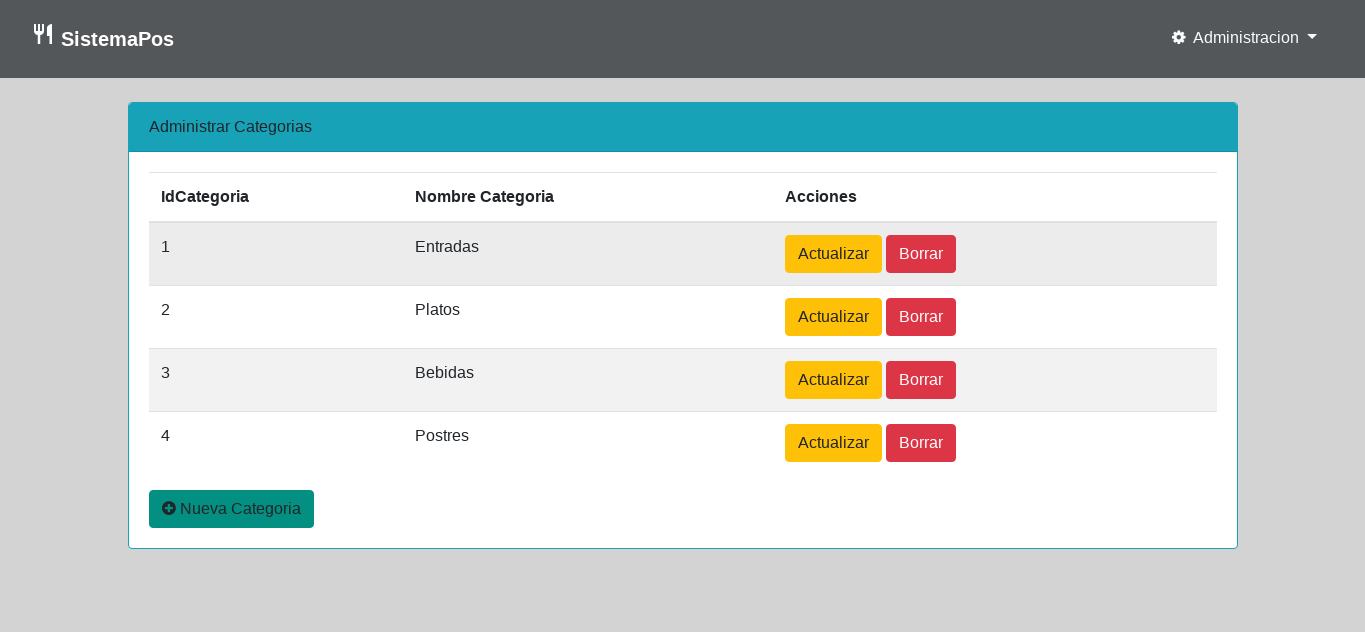 SistemaPos
Administracion
Administrar Categorias
IdCategoria Nombre Categoria Acciones
1 Entradas Actualizar Borrar
2 Platos Actualizar Borrar
3 Bebidas Actualizar Borrar
4 Postres Actualizar Borrar
Nueva Categoria